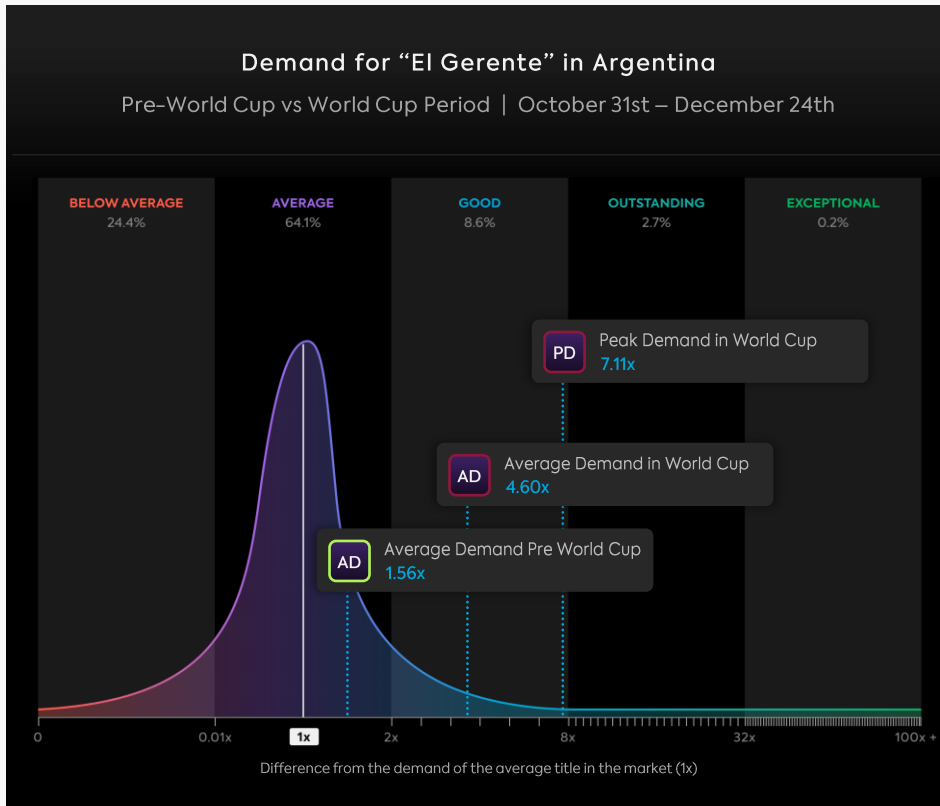 Demand for “El Gerente” in Argentina
Pre-World Cup vs World Cup Period | October 31st – December 24th
BELOW AVERAGE
24.4%
AVERAGE
64.1%
GOOD
8.6%
OUTSTANDING
2.7%
EXCEPTIONAL
0.2%
PD
Peak Demand in World Cup
7.11x
AD
Average Demand in World Cup
4.60x
AD
Average Demand Pre World Cup
1.56x
0
0.01x
1x
2x
8x
32x
100x +
Difference from the demand of the average title in the market (1x)